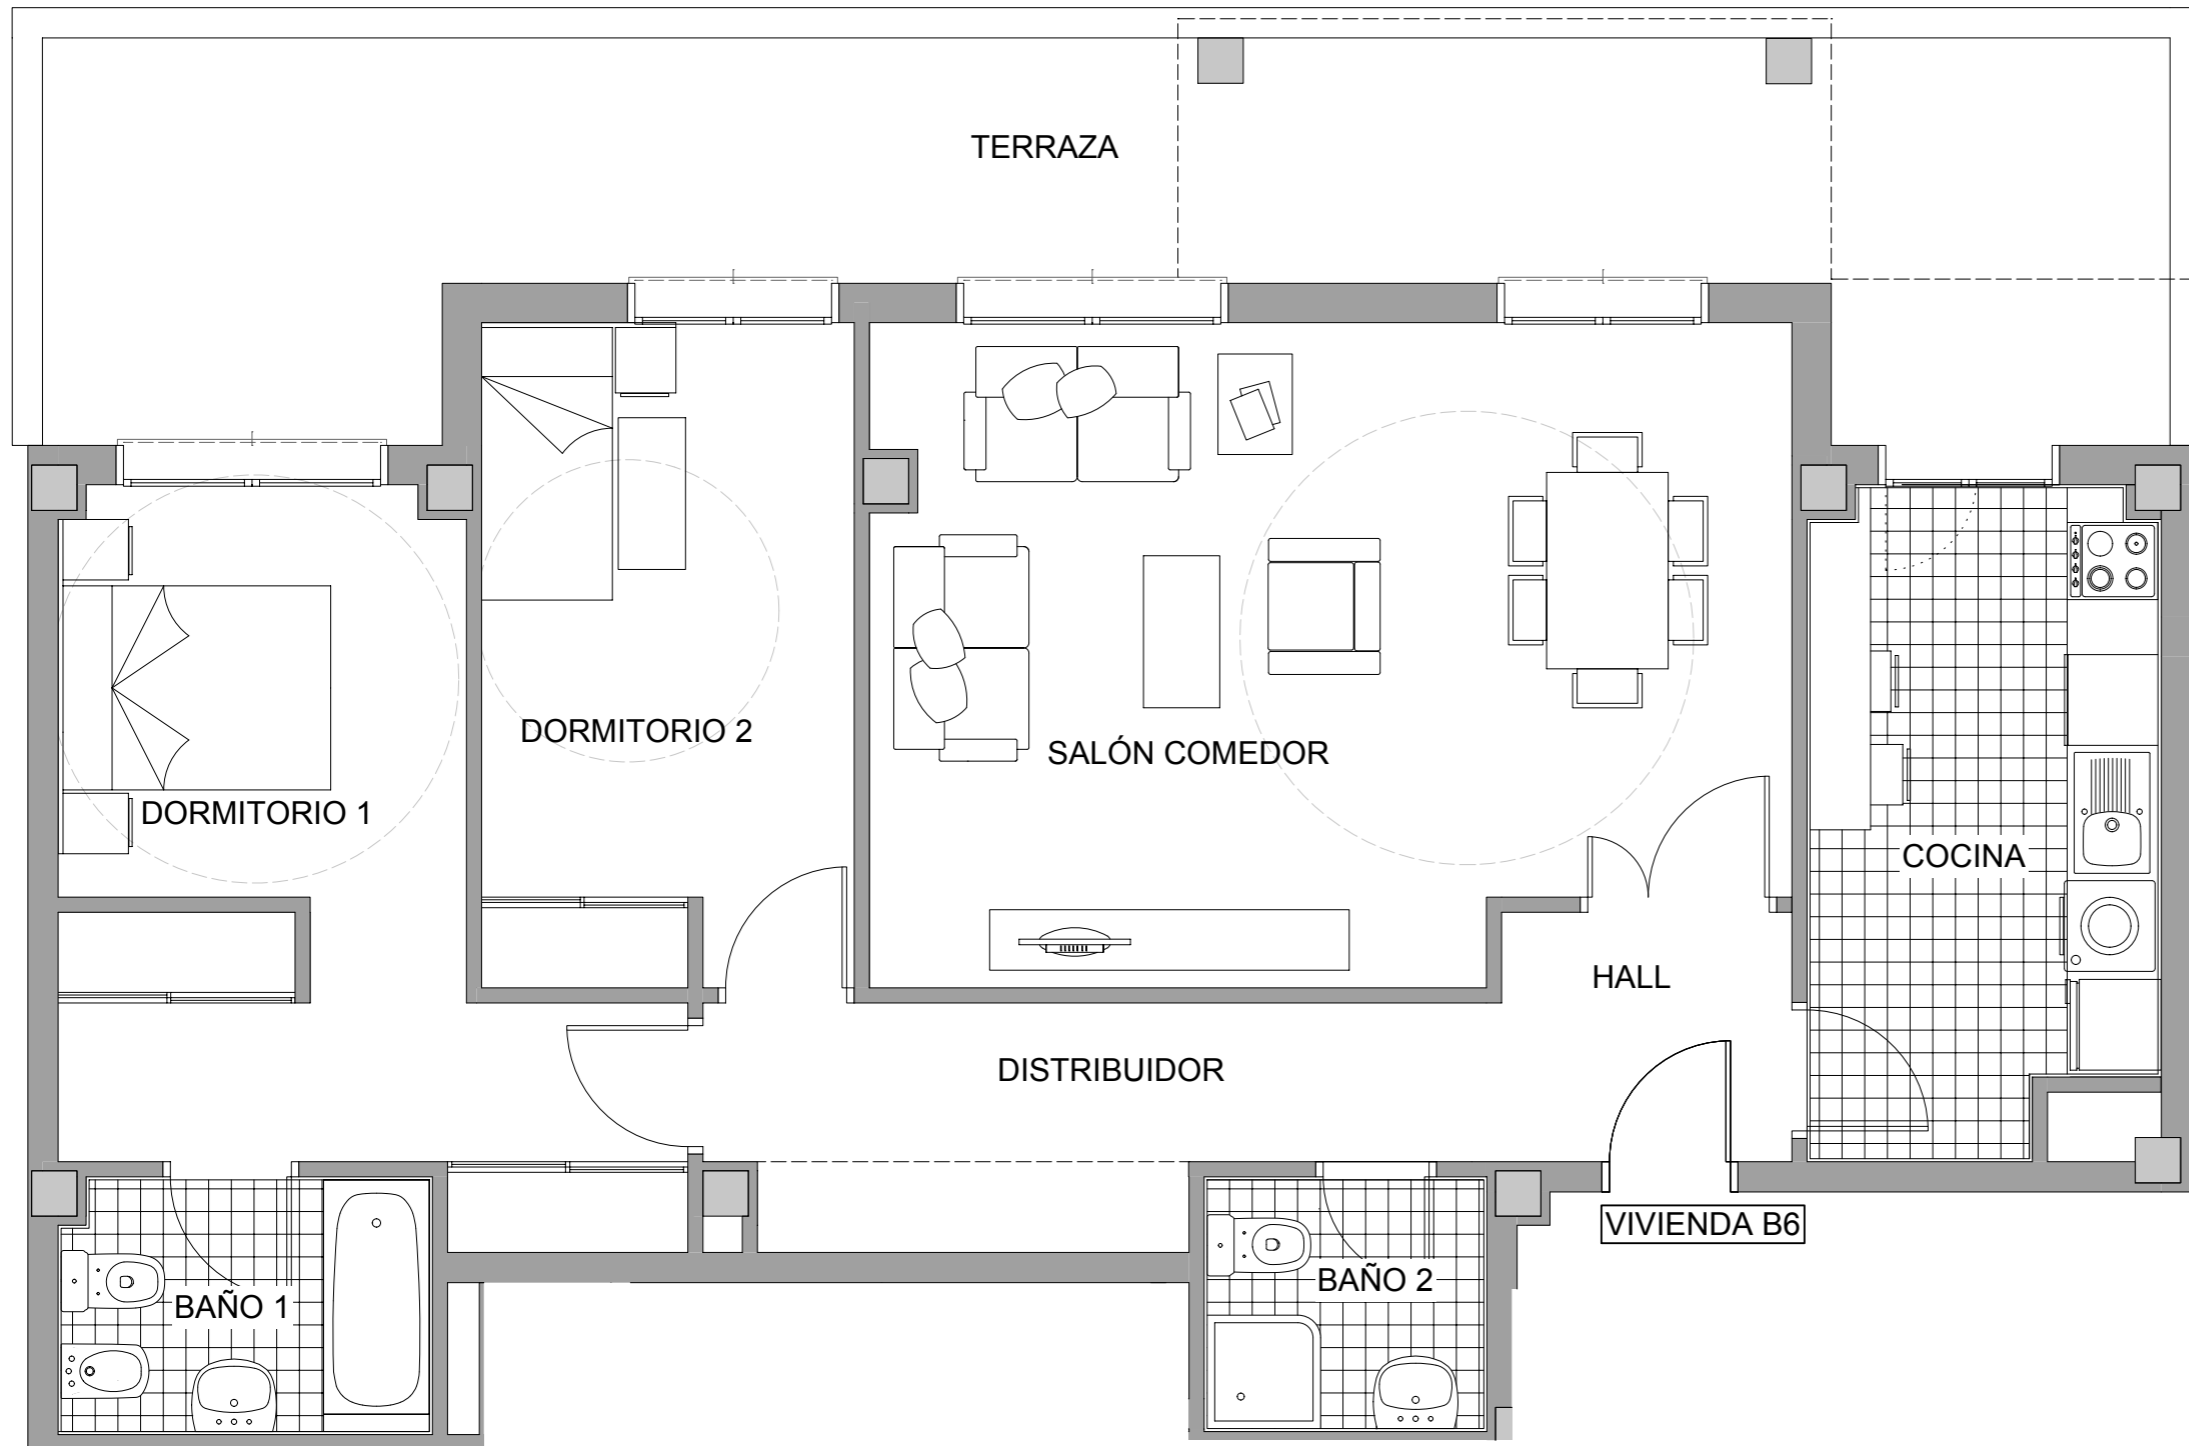 TERRAZA
DORMITORIO 2
SALÓN COMEDOR
DORMITORIO 1
COCINA
HALL
DISTRIBUIDOR
VIVIENDA B6
BAÑO 2
BAÑO 1